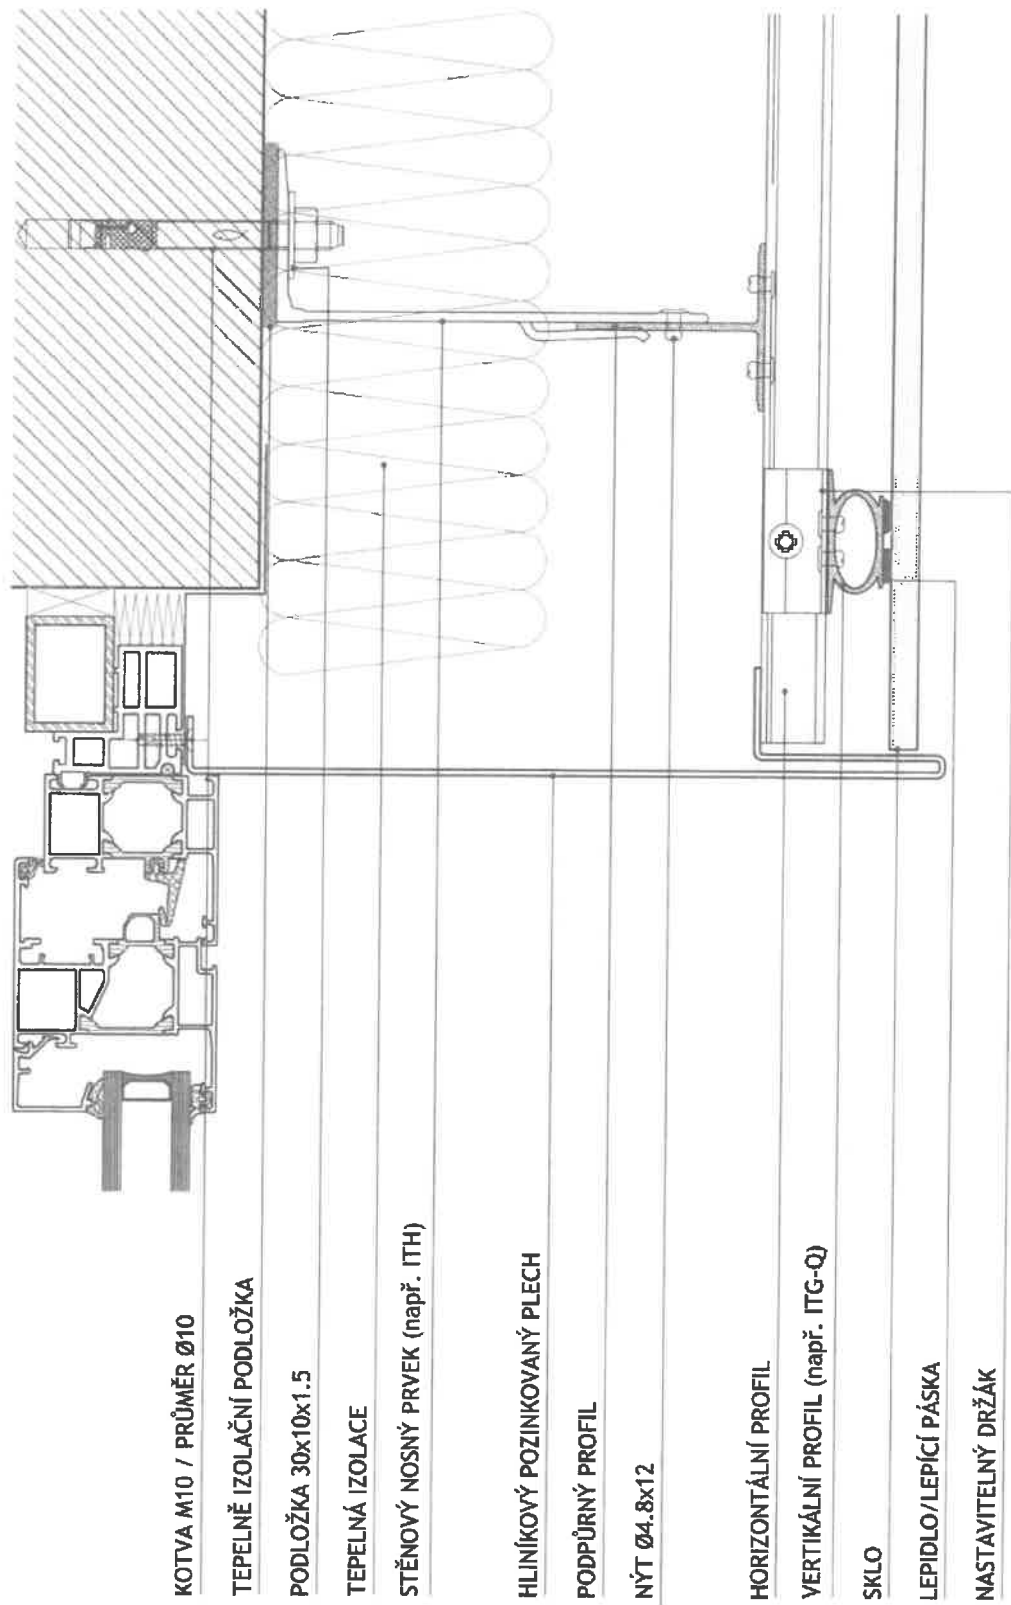 KOTVA M10 / PRŮMĚR Ø10
TEPELNĚ IZOLAČNÍ PODLOŽKA
PODLOŽKA 30x10x1.5
TEPELNÁ IZOLACE
STĚNOVÝ NOSNÝ PRVEK (např. ITH)
HLINÍKOVÝ POZINKOVANÝ PLECH
PODPŮRNÝ PROFIL
NÝT Ø4.8x12
HORIZONTÁLNÍ PROFIL
VERTIKÁLNÍ PROFIL (např. ITG-Q)
SKLO
LEPIDLO/LEPÍCÍ PÁSKA
NASTAVITELNÝ DRŽÁK